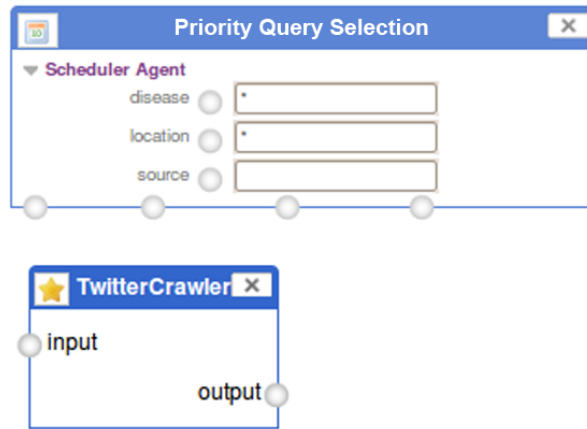 Priority Query Selection
Scheduler Agent
disease *
location *
source
TwitterCrawler
input
output